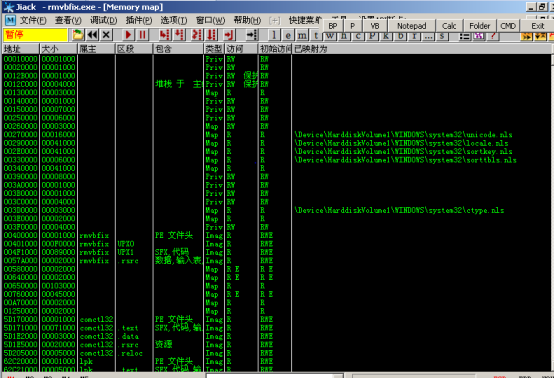 Jiack - rmvbfix.exe - [Memory map]
文件(F) 查看(V) 调试(D) 插件(P) 选项(T) 窗口(W) 帮助(H) [+] 快捷菜
BP P VB Notepad Calc Folder CMD Exit
暂停 l e m t w h c P k b r ... s
地址 大小 属主 区段 包含 类型 访问 初始访问 已映射为
00010000 00001000 Priv RW RW
00020000 00001000 Priv RW RW
0012B000 00001000 Priv RW 保护 RW
0012C000 00004000 堆栈 于 主 Priv RW 保护 RW
00130000 00003000 Map R R
00140000 00001000 Priv RW RW
00150000 00007000 Priv RW RW
00250000 00006000 Priv RW RW
00260000 00003000 Map RW RW
00270000 00016000 Map R R \Device\HarddiskVolume1\WINDOWS\system32\unicode.nls
00290000 00041000 Map R R \Device\HarddiskVolume1\WINDOWS\system32\locale.nls
002E0000 00041000 Map R R \Device\HarddiskVolume1\WINDOWS\system32\sortkey.nls
00330000 00006000 Map R R \Device\HarddiskVolume1\WINDOWS\system32\sorttbls.nls
00340000 00041000 Map R R
00390000 00008000 Priv RW RW
003A0000 00001000 Priv RW RW
003B0000 00001000 Priv RW RW
003C0000 00004000 Priv RW RW
003D0000 00003000 Map R R \Device\HarddiskVolume1\WINDOWS\system32\ctype.nls
003E0000 00002000 Map R R
003F0000 00004000 Priv RW RW
00400000 00001000 rmvbfix PE 文件头 Imag R RWE
00401000 000F0000 rmvbfix UPX0 Imag R RWE
004F1000 00089000 rmvbfix UPX1 SFX,代码 Imag R RWE
0057A000 00002000 rmvbfix .rsrc 数据,输入表, Imag R RWE
00580000 00002000 Map R E R E
00640000 00002000 Map R E R E
00650000 00103000 Map R R
00760000 00045000 Map R E R E
00A70000 00002000 Map R R
01250000 00002000 Map R R
5D170000 00001000 comctl32 PE 文件头 Imag R RWE
5D171000 00071000 comctl32 .text SFX,代码,输 Imag R RWE
5D1E2000 00003000 comctl32 .data Imag R RWE
5D1E5000 00020000 comctl32 .rsrc 资源 Imag R RWE
5D205000 00005000 comctl32 .reloc Imag R RWE
62C20000 00001000 lpk PE 文件头 Imag R RWE
62C21000 00005000 lpk .text SFX,代码,输 Imag R RWE